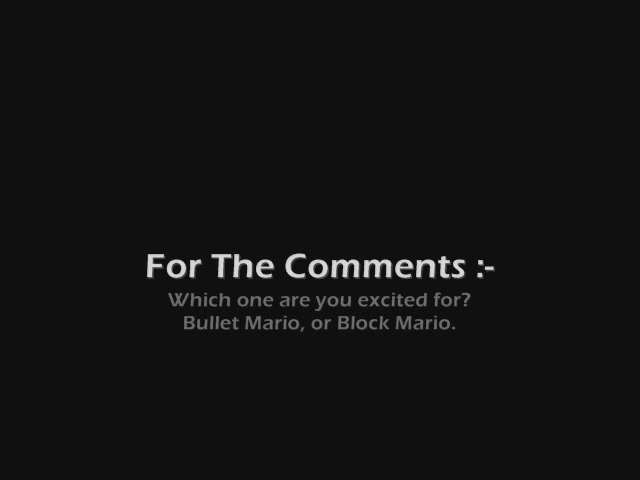 For The Comments :-
Which one are you excited for?
Bullet Mario, or Block Mario.